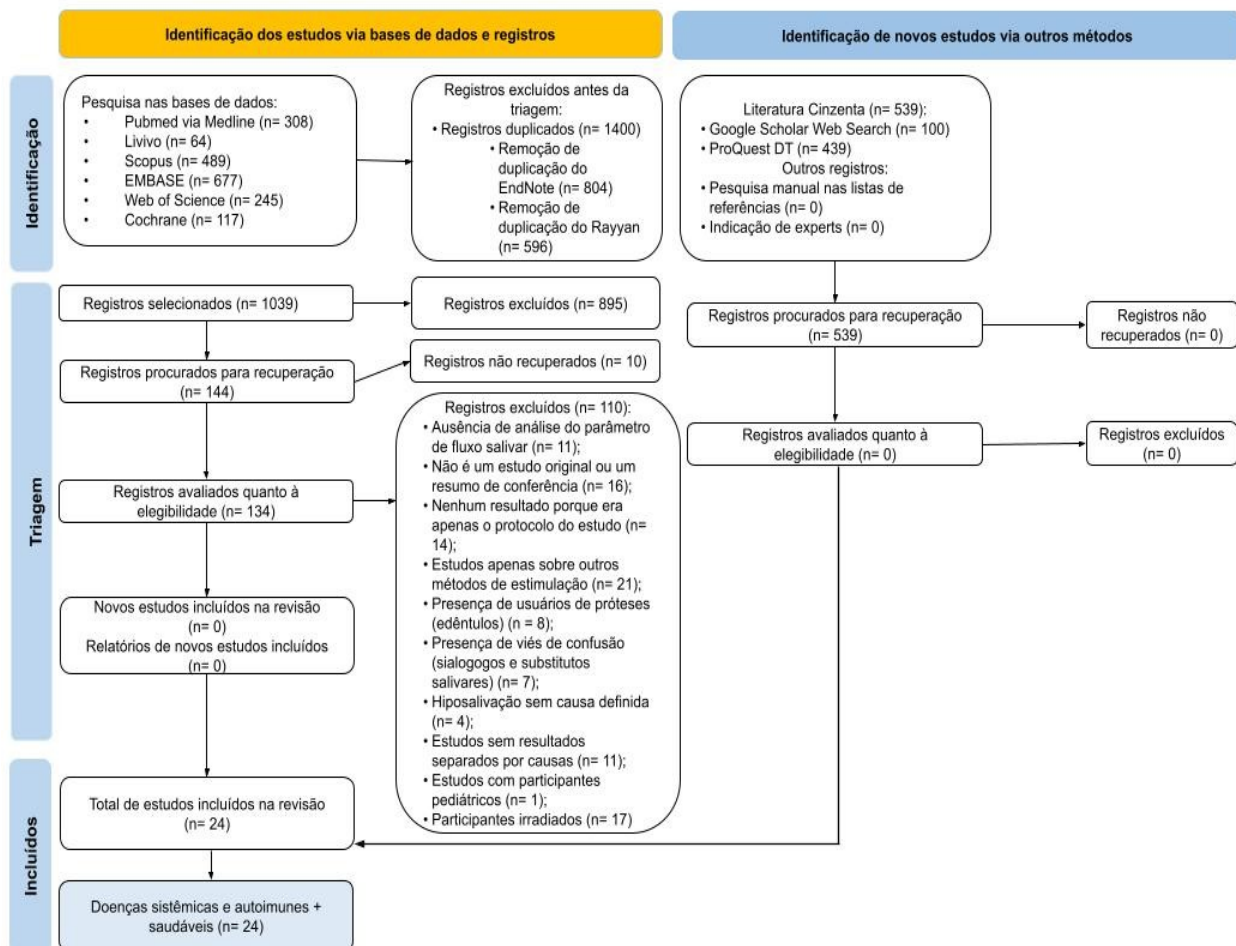 Identificação dos estudos via bases de dados e registros
Identificação de novos estudos via outros métodos
Identificação
Pesquisa nas bases de dados:
• Pubmed via Medline (n= 308)
• Livivo (n= 64)
• Scopus (n= 489)
• EMBASE (n= 677)
• Web of Science (n= 245)
• Cochrane (n= 117)
Registros excluídos antes da
triagem:
• Registros duplicados (n= 1400)
• Remoção de
duplicação do
EndNote (n= 804)
• Remoção de
duplicação do Rayyan
(n= 596)
Literatura Cinzenta (n= 539):
• Google Scholar Web Search (n= 100)
• ProQuest DT (n= 439)
Outros registros:
• Pesquisa manual nas listas de
referências (n= 0)
• Indicação de experts (n= 0)
Triagem
Registros selecionados (n= 1039)
Registros excluídos (n= 895)
Registros procurados para recuperação
(n= 144)
Registros não recuperados (n= 10)
Registros avaliados quanto à
elegibilidade (n= 134)
Registros excluídos (n= 110):
• Ausência de análise do parâmetro
de fluxo salivar (n= 11);
• Não é um estudo original ou um
resumo de conferência (n= 16);
• Nenhum resultado porque era
apenas o protocolo do estudo (n=
14);
• Estudos apenas sobre outros
métodos de estimulação (n= 21);
• Presença de usuários de próteses
(edêntulos) (n = 8);
• Presença de viés de confusão
(sialogogos e substitutos
salivares) (n= 7);
• Hiposalivação sem causa definida
(n= 4);
• Estudos sem resultados
separados por causas (n= 11);
• Estudos com participantes
pediátricos (n= 1);
• Participantes irradiados (n= 17)
Registros procurados para recuperação
(n= 539)
Registros não
recuperados (n= 0)
Registros avaliados quanto à
elegibilidade (n= 0)
Registros excluídos
(n= 0)
Novos estudos incluídos na revisão
(n= 0)
Relatórios de novos estudos incluídos
(n= 0)
Incluídos
Total de estudos incluídos na revisão
(n= 24)
Doenças sistêmicas e autoimunes +
saudáveis (n= 24)